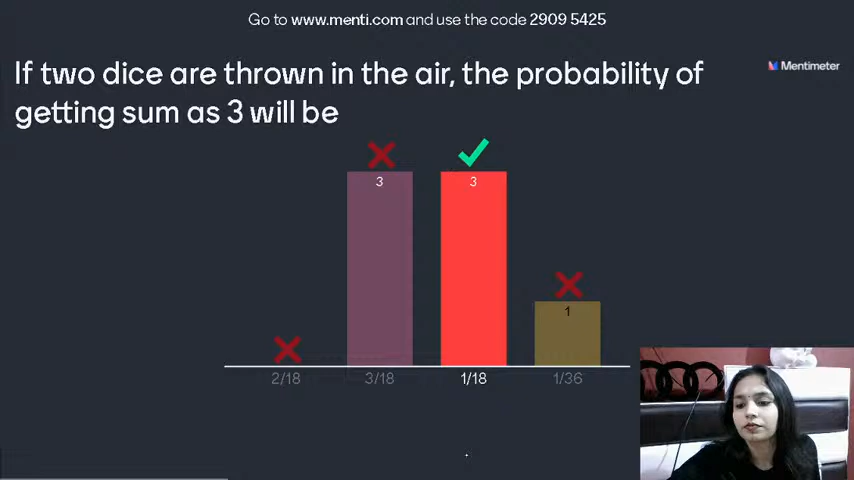 Go to www.menti.com and use the code 2909 5425
If two dice are thrown in the air, the probability of
getting sum as 3 will be
Mentimeter
3
3
1
2/18
3/18
1/18
1/36